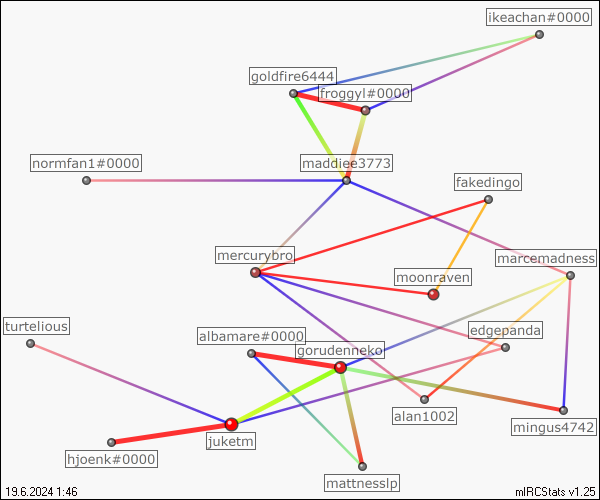 ikeachan#0000
goldfire6444
froggyl#0000
normfan1#0000
maddiee3773
fakedingo
mercurybro
marcemadness
moonraven
turtelious
albamare#0000
edgepanda
gorudenneko
alan1002
mingus4742
juketm
hjoenk#0000
mattnesslp
19.6.2024 1:46
mIRCStats v1.25